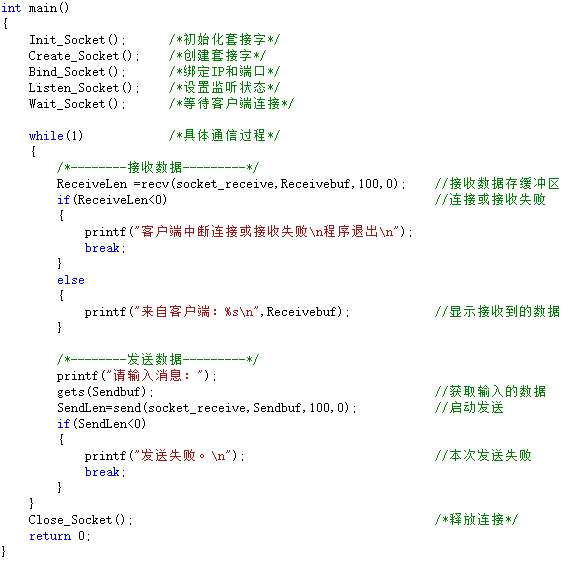 int main()
{
    Init_Socket();      /*初始化套接字*/
    Create_Socket();    /*创建套接字*/
    Bind_Socket();      /*绑定IP和端口*/
    Listen_Socket();    /*设置监听状态*/
    Wait_Socket();      /*等待客户端连接*/

    while(1)            /*具体通信过程*/
    {
        /*--------接收数据---------*/
        ReceiveLen =recv(socket_receive,Receivebuf,100,0);    //接收数据存缓冲区
        if(ReceiveLen<0)                                      //连接或接收失败
        {
            printf("客户端中断连接或接收失败\n程序退出\n");
            break;
        }
        else
        {
            printf("来自客户端: %s\n",Receivebuf);            //显示接收到的数据
        }

        /*--------发送数据---------*/
        printf("请输入消息: ");
        gets(Sendbuf);                                        //获取输入的数据
        SendLen=send(socket_receive,Sendbuf,100,0);           //启动发送
        if(SendLen<0)
        {
            printf("发送失败。\n");                           //本次发送失败
            break;
        }
    }
    Close_Socket();                                           /*释放连接*/
    return 0;
}